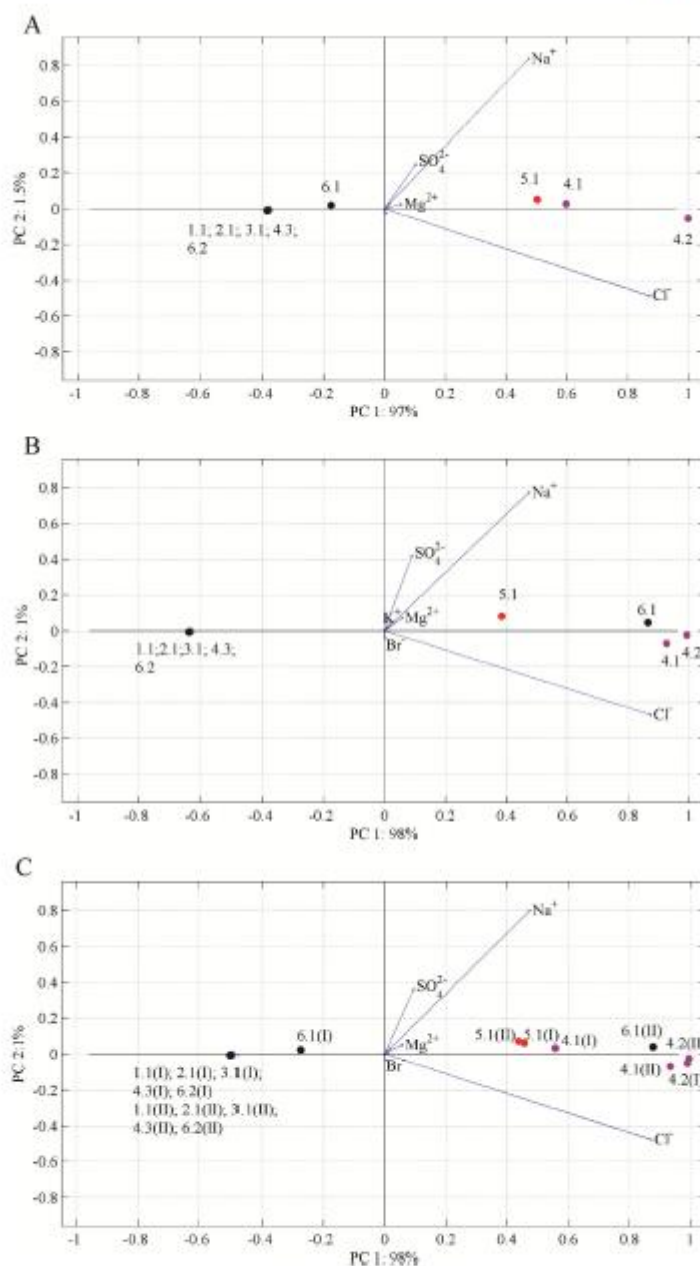 A
0.8
0.6
0.4
0.2
0
-0.2
-0.4
-0.6
-0.8
PC 2: 1.5%
Na⁺
SO₄²⁻
Mg²⁺
Cl⁻
6.1
1.1; 2.1;, 3.1; 4.3;
6.2
5.1
4.1
4.2
-1 -0.8 -0.6 -0.4 -0.2 0 0.2 0.4 0.6 0.8 1
PC 1: 97%
B
0.8
0.6
0.4
0.2
0
-0.2
-0.4
-0.6
-0.8
PC 2: 1%
Na⁺
SO₄²⁻
K⁺ Mg²⁺
Br⁻
Cl⁻
1.1;2.1;3.1; 4.3;
6.2
5.1
6.1
4.1
4.2
-1 -0.8 -0.6 -0.4 -0.2 0 0.2 0.4 0.6 0.8 1
PC 1: 98%
C
0.8
0.6
0.4
0.2
0
-0.2
-0.4
-0.6
-0.8
PC 2:1%
Na⁺
SO₄²⁻
Mg²⁺
Br⁻
Cl⁻
6.1(I)
1.1(I); 2.1(I); 3.1(I);
4.3(I); 6.2(I)
1.1(II); 2.1(II); 3.1(II);
4.3(II); 6.2(II)
5.1(II) 5.1(I) 4.1(I)
6.1(II)
4.2(II
4.1(II)
4.2(I
-1 -0.8 -0.6 -0.4 -0.2 0 0.2 0.4 0.6 0.8 1
PC 1: 98%